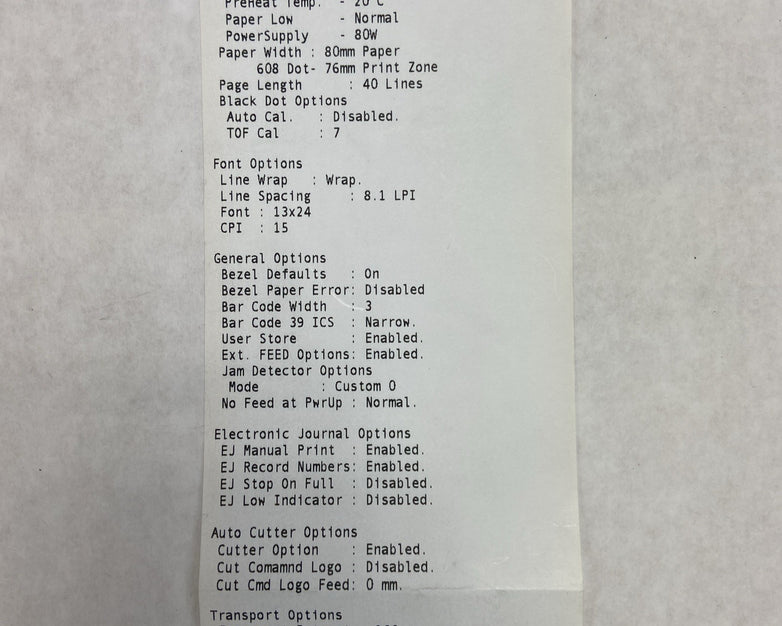 PreHeat Temp. - 20 C
Paper Low - Normal
PowerSupply - 80W
Paper Width : 80mm Paper
608 Dot- 76mm Print Zone
Page Length : 40 Lines
Black Dot Options
Auto Cal. : Disabled.
TOF Cal : 7
Font Options
Line Wrap : Wrap.
Line Spacing : 8.1 LPI
Font : 13x24
CPI : 15
General Options
Bezel Defaults : On
Bezel Paper Error: Disabled
Bar Code Width : 3
Bar Code 39 ICS : Narrow.
User Store : Enabled.
Ext. FEED Options: Enabled.
Jam Detector Options
Mode : Custom 0
No Feed at PwrUp : Normal.
Electronic Journal Options
EJ Manual Print : Enabled.
EJ Record Numbers: Enabled.
EJ Stop On Full : Disabled.
EJ Low Indicator : Disabled.
Auto Cutter Options
Cutter Option : Enabled.
Cut Comamnd Logo : Disabled.
Cut Cmd Logo Feed: 0 mm.
Transport Options